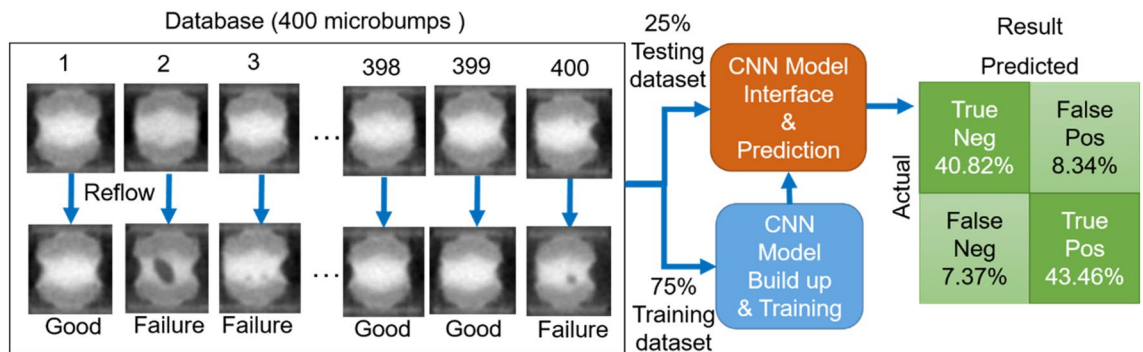 Database (400 microbumps )
1 2 3 398 399 400
...
Reflow
...
Good Failure Failure Good Good Failure
25%
Testing
dataset
75%
Training
dataset
CNN Model
Interface
&
Prediction
CNN
Model
Build up
& Training
Result
Predicted
Actual
True
Neg
40.82%
False
Pos
8.34%
False
Neg
7.37%
True
Pos
43.46%